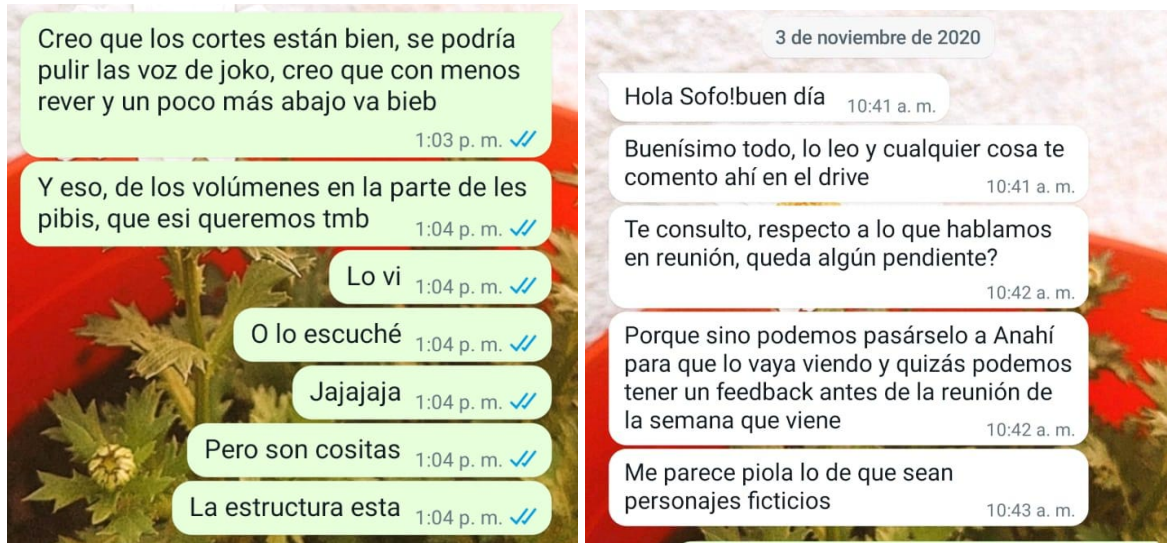 Creo que los cortes están bien, se podría
pulir las voz de joko, creo que con menos
rever y un poco más abajo va bieb
1:03 p. m.
Y eso, de los volúmenes en la parte de les
pibis, que esi queremos tmb 1:04 p. m.
Lo vi 1:04 p. m.
O lo escuché 1:04 p. m.
Jajajaja 1:04 p. m.
Pero son cositas 1:04 p. m.
La estructura esta 1:04 p. m.
3 de noviembre de 2020
Hola Sofo!buen día 10:41 a. m.
Buenísimo todo, lo leo y cualquier cosa te
comento ahí en el drive 10:41 a. m.
Te consulto, respecto a lo que hablamos
en reunión, queda algún pendiente?
10:42 a. m.
Porque sino podemos pasárselo a Anahí
para que lo vaya viendo y quizás podemos
tener un feedback antes de la reunión de
la semana que viene 10:42 a. m.
Me parece piola lo de que sean
personajes ficticios 10:43 a. m.